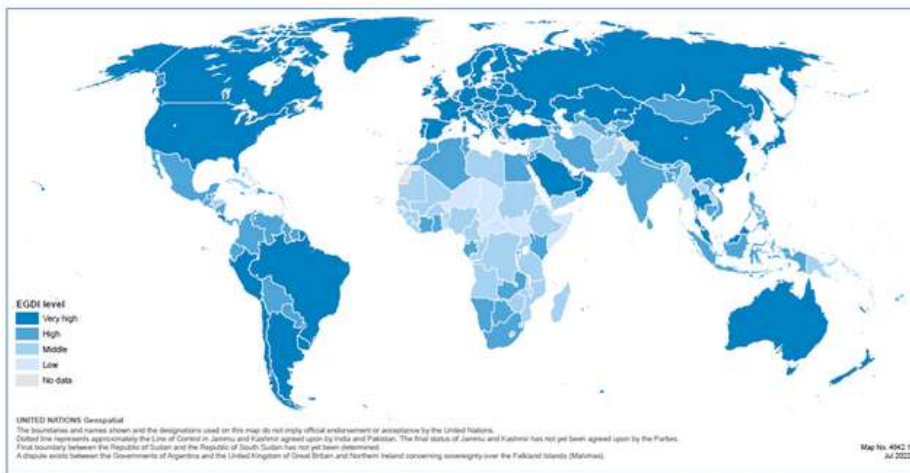 EGDI level
Very high
High
Middle
Low
No data
UNITED NATIONS Geospatial
The boundaries and names shown and the designations used on this map do not imply official endorsement or acceptance by the United Nations.
Dotted line represents approximately the Line of Control in Jammu and Kashmir agreed upon by India and Pakistan. The final status of Jammu and Kashmir has not yet been agreed upon by the Parties.
Final boundary between the Republic of Sudan and the Republic of South Sudan has not yet been determined.
A dispute exists between the Governments of Argentina and the United Kingdom of Great Britain and Northern Ireland concerning sovereignty over the Falkland Islands (Malvinas).
Map No. 4642.1
Jul 2022